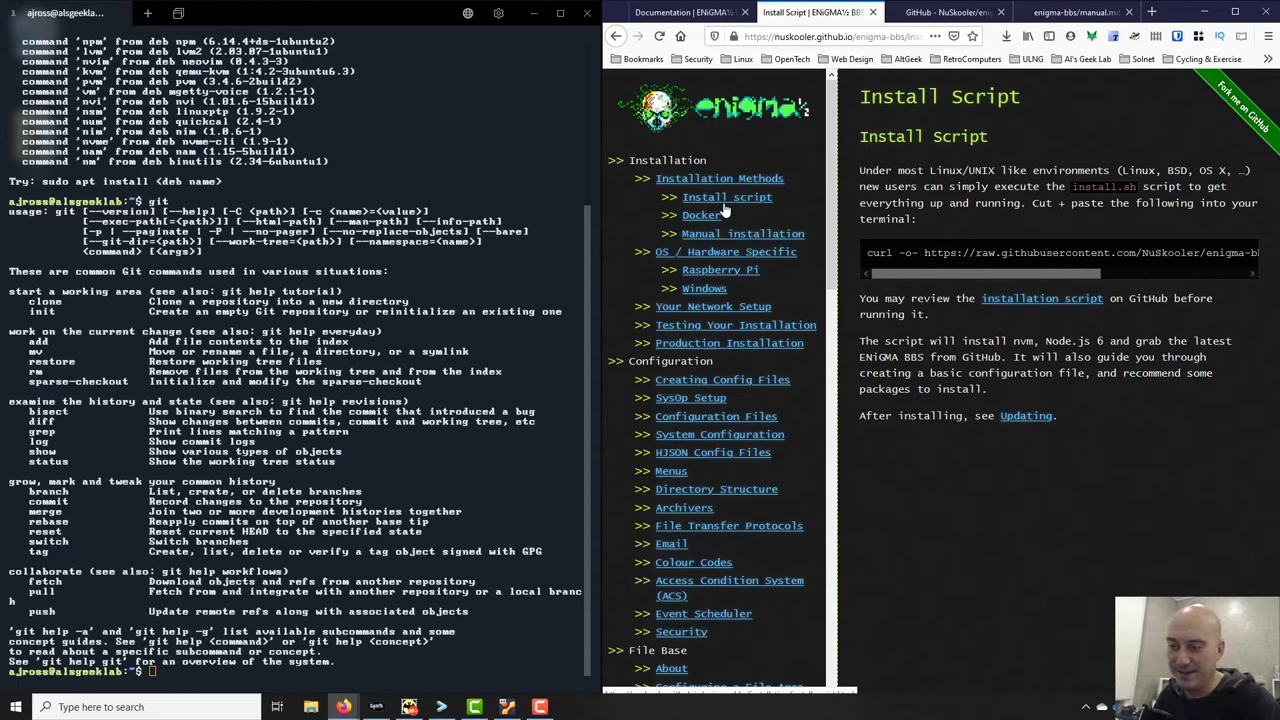 1 ajross@alsgeekla...
command 'npm' from deb npm (6.14.4+ds-1ubuntu2)
command 'lvm' from deb lvm2 (2.03.07-1ubuntu1)
command 'nvim' from deb neovim (0.4.3-3)
command 'kvm' from deb qemu-kvm (1:4.2-3ubuntu6.3)
command 'pvm' from deb pvm (3.4.6-2build2)
command 'vm' from deb mgetty-voice (1.2.1-1)
command 'nvi' from deb nvi (1.81.6-15build1)
command 'nvs' from deb linuxptp (1.9.2-1)
command 'num' from deb quickcal (2.4-1)
command 'nim' from deb nim (1.0.6-1)
command 'nvme' from deb nvme-cli (1.9-1)
command 'nam' from deb nam (1.15-5build1)
command 'nm' from deb binutils (2.34-6ubuntu1)
Try: sudo apt install <deb name>
ajross@alsgeeklab:~$ git
usage: git [--version] [--help] [-C <path>] [-c <name>=<value>]
[--exec-path[=<path>]] [--html-path] [--man-path] [--info-path]
[-p | --paginate | -P | --no-pager] [--no-replace-objects] [--bare]
[--git-dir=<path>] [--work-tree=<path>] [--namespace=<name>]
<command> [<args>]
These are common Git commands used in various situations:
start a working area (see also: git help tutorial)
clone Clone a repository into a new directory
init Create an empty Git repository or reinitialize an existing one
work on the current change (see also: git help everyday)
add Add file contents to the index
mv Move or rename a file, a directory, or a symlink
restore Restore working tree files
rm Remove files from the working tree and from the index
sparse-checkout Initialize and modify the sparse-checkout
examine the history and state (see also: git help revisions)
bisect Use binary search to find the commit that introduced a bug
diff Show changes between commits, commit and working tree, etc
grep Print lines matching a pattern
log Show commit logs
show Show various types of objects
status Show the working tree status
grow, mark and tweak your common history
branch List, create, or delete branches
commit Record changes to the repository
merge Join two or more development histories together
rebase Reapply commits on top of another base tip
reset Reset current HEAD to the specified state
switch Switch branches
tag Create, list, delete or verify a tag object signed with GPG
collaborate (see also: git help workflows)
fetch Download objects and refs from another repository
pull Fetch from and integrate with another repository or a local branc
h
push Update remote refs along with associated objects
'git help -a' and 'git help -g' list available subcommands and some
concept guides. See 'git help <command>' or 'git help <concept>'
to read about a specific subcommand or concept.
See 'git help git' for an overview of the system.
ajross@alsgeeklab:~$
Documentation | ENiGMA½ BBS
Install Script | ENiGMA½ BBS
GitHub - NuSkooler/enig
enigma-bbs/manual.md
https://nuskooler.github.io/enigma-bbs/inst
Bookmarks Security Linux OpenTech Web Design AltGeek RetroComputers ULNG Al's Geek Lab Solnet Cycling & Exercise
enigma ½
>> Installation
>> Installation Methods
>> Install script
>> Docker
>> Manual installation
>> OS / Hardware Specific
>> Raspberry Pi
>> Windows
>> Your Network Setup
>> Testing Your Installation
>> Production Installation
>> Configuration
>> Creating Config Files
>> SysOp Setup
>> Configuration Files
>> System Configuration
>> HJSON Config Files
>> Menus
>> Directory Structure
>> Archivers
>> File Transfer Protocols
>> Email
>> Colour Codes
>> Access Condition System
(ACS)
>> Event Scheduler
>> Security
>> File Base
>> About
Install Script
Install Script
Under most Linux/UNIX like environments (Linux, BSD, OS X, …)
new users can simply execute the install.sh script to get
everything up and running. Cut + paste the following into your
terminal:
curl -o- https://raw.githubusercontent.com/NuSkooler/enigma-bb
You may review the installation script on GitHub before
running it.
The script will install nvm, Node.js 6 and grab the latest
ENiGMA BBS from GitHub. It will also guide you through
creating a basic configuration file, and recommend some
packages to install.
After installing, see Updating.
Fork me on GitHub
Type here to search